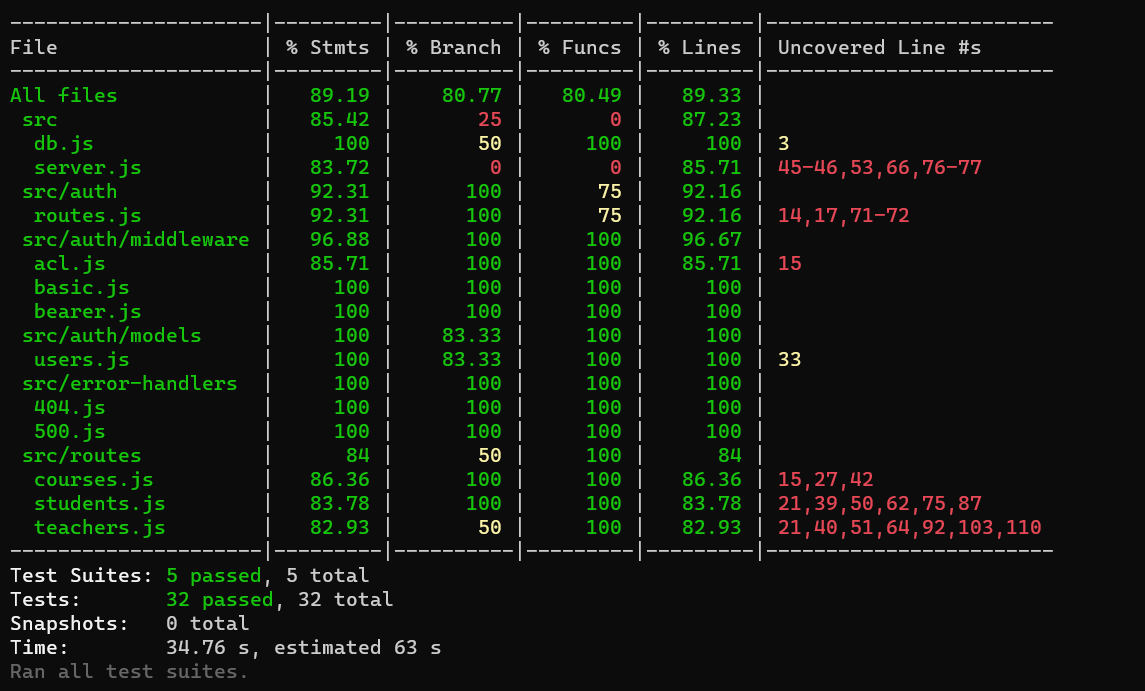 -----------------------|---------|----------|---------|---------|------------------------
File                   | % Stmts | % Branch | % Funcs | % Lines | Uncovered Line #s
-----------------------|---------|----------|---------|---------|------------------------
All files              |   89.19 |    80.77 |   80.49 |   89.33 |
 src                   |   85.42 |       25 |       0 |   87.23 |
  db.js                |     100 |       50 |     100 |     100 | 3
  server.js            |   83.72 |        0 |       0 |   85.71 | 45-46,53,66,76-77
 src/auth              |   92.31 |      100 |      75 |   92.16 |
  routes.js            |   92.31 |      100 |      75 |   92.16 | 14,17,71-72
 src/auth/middleware   |   96.88 |      100 |     100 |   96.67 |
  acl.js               |   85.71 |      100 |     100 |   85.71 | 15
  basic.js             |     100 |      100 |     100 |     100 |
  bearer.js            |     100 |      100 |     100 |     100 |
 src/auth/models       |     100 |    83.33 |     100 |     100 |
  users.js             |     100 |    83.33 |     100 |     100 | 33
 src/error-handlers    |     100 |      100 |     100 |     100 |
  404.js               |     100 |      100 |     100 |     100 |
  500.js               |     100 |      100 |     100 |     100 |
 src/routes            |      84 |       50 |     100 |      84 |
  courses.js           |   86.36 |      100 |     100 |   86.36 | 15,27,42
  students.js          |   83.78 |      100 |     100 |   83.78 | 21,39,50,62,75,87
  teachers.js          |   82.93 |       50 |     100 |   82.93 | 21,40,51,64,92,103,110
-----------------------|---------|----------|---------|---------|------------------------
Test Suites: 5 passed, 5 total
Tests:       32 passed, 32 total
Snapshots:   0 total
Time:        34.76 s, estimated 63 s
Ran all test suites.